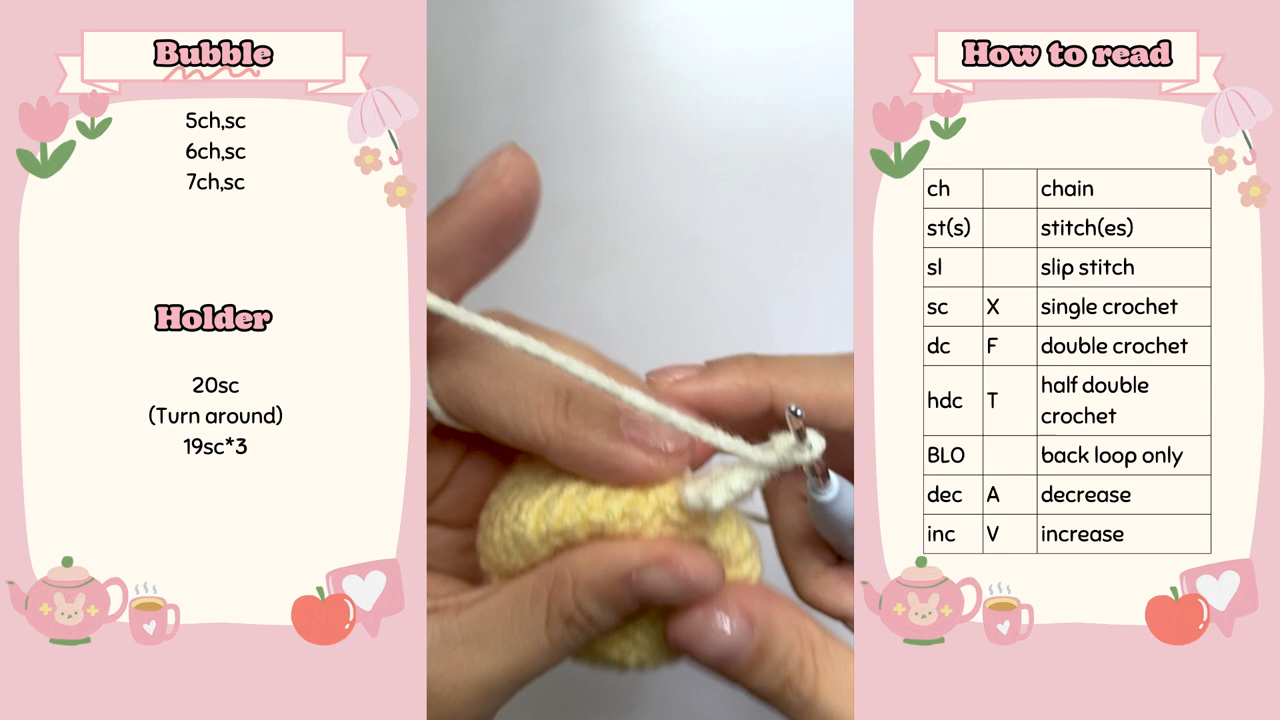 Bubble
5ch,sc
6ch,sc
7ch,sc
Holder
20sc
(Turn around)
19sc*3
How to read
ch chain
st(s) stitch(es)
sl slip stitch
sc X single crochet
dc F double crochet
hdc T half double
crochet
BLO back loop only
dec A decrease
inc V increase